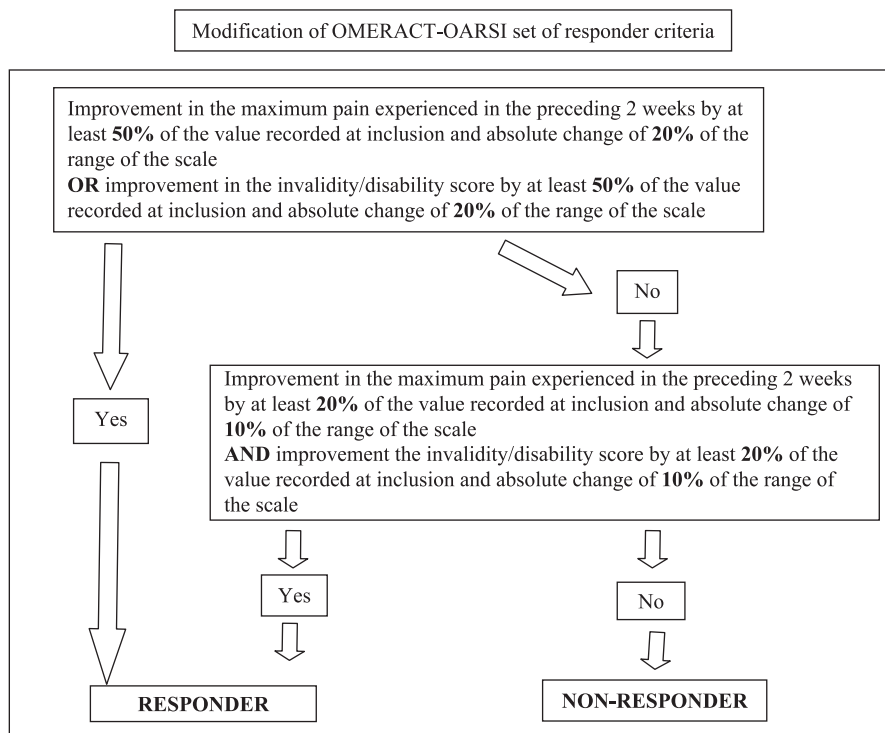 Modification of OMERACT-OARSI set of responder criteria
Improvement in the maximum pain experienced in the preceding 2 weeks by at
least 50% of the value recorded at inclusion and absolute change of 20% of the
range of the scale
OR improvement in the invalidity/disability score by at least 50% of the value
recorded at inclusion and absolute change of 20% of the range of the scale
No
Yes
Improvement in the maximum pain experienced in the preceding 2 weeks
by at least 20% of the value recorded at inclusion and absolute change of
10% of the range of the scale
AND improvement the invalidity/disability score by at least 20% of the
value recorded at inclusion and absolute change of 10% of the range of
the scale
Yes
No
RESPONDER
NON-RESPONDER